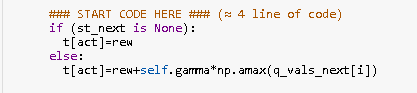 ### START CODE HERE ### (≈ 4 line of code)
if (st_next is None):
  t[act]=rew
else:
  t[act]=rew+self.gamma*np.amax(q_vals_next[i])